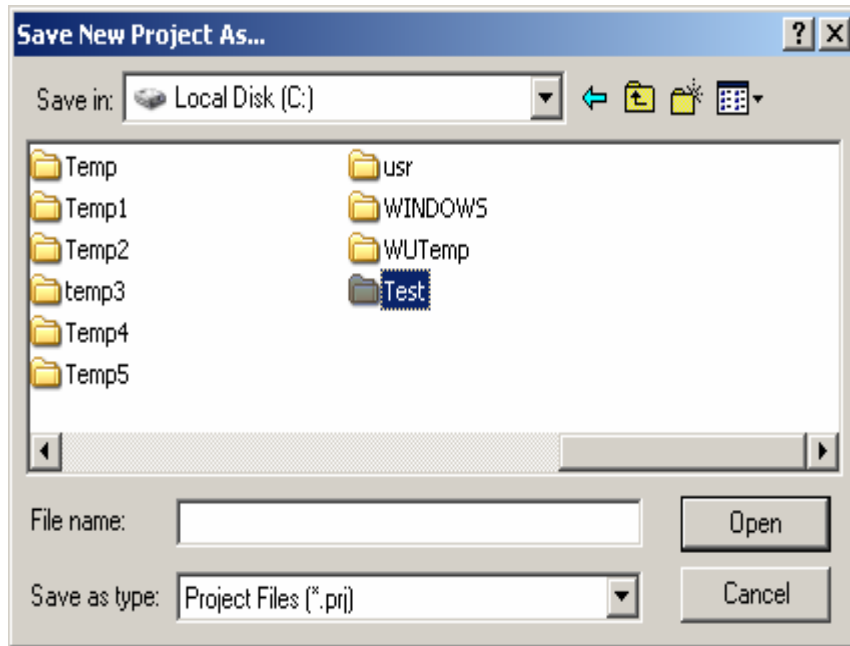 Save New Project As...
Save in: Local Disk (C:)
Temp
Temp1
Temp2
temp3
Temp4
Temp5
usr
WINDOWS
WUTemp
Test
File name: Open
Save as type: Project Files (*.prj) Cancel